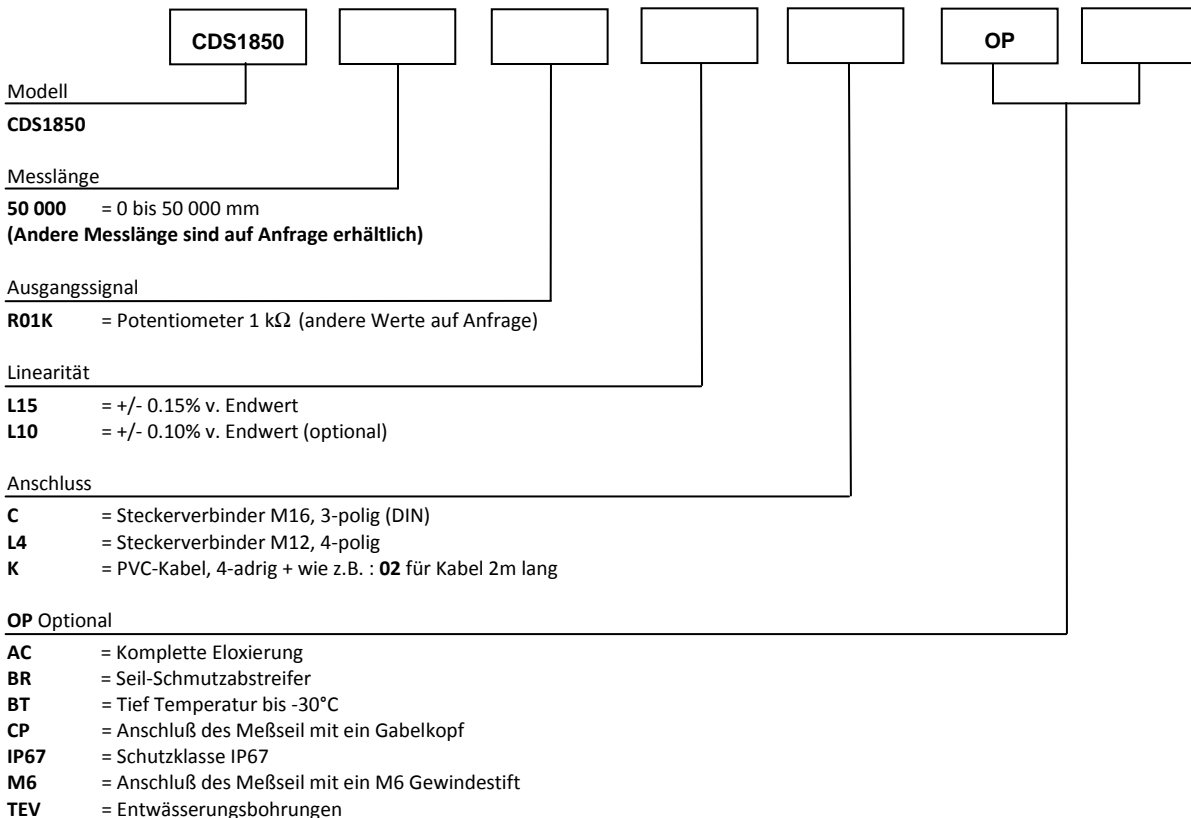 CDS1850 OP
Modell
CDS1850
Messlänge
50 000 = 0 bis 50 000 mm
(Andere Messlänge sind auf Anfrage erhältlich)
Ausgangssignal
R01K = Potentiometer 1 kΩ (andere Werte auf Anfrage)
Linearität
L15 = +/- 0.15% v. Endwert
L10 = +/- 0.10% v. Endwert (optional)
Anschluss
C = Steckerverbinder M16, 3-polig (DIN)
L4 = Steckerverbinder M12, 4-polig
K = PVC-Kabel, 4-adrig + wie z.B. : 02 für Kabel 2m lang
OP Optional
AC = Komplette Eloxierung
BR = Seil-Schmutzabstreifer
BT = Tief Temperatur bis -30°C
CP = Anschluß des Meßseil mit ein Gabelkopf
IP67 = Schutzklasse IP67
M6 = Anschluß des Meßseil mit ein M6 Gewindestift
TEV = Entwässerungsbohrungen